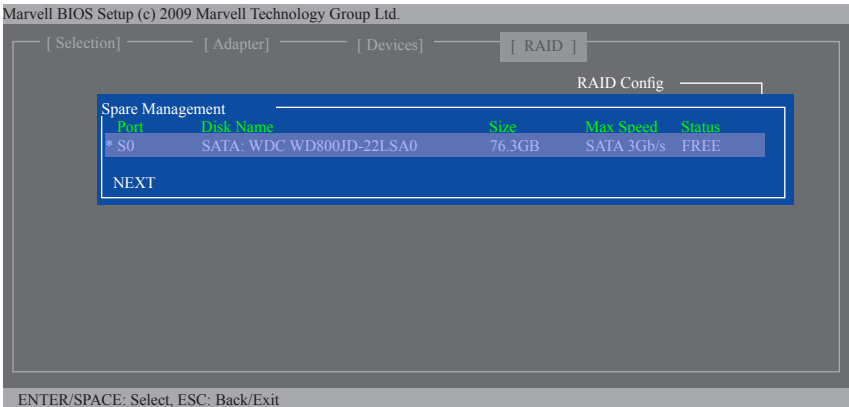 Marvell BIOS Setup (c) 2009 Marvell Technology Group Ltd.
[ Selection] [ Adapter] [ Devices] [ RAID ]
RAID Config
Spare Management
Port Disk Name Size Max Speed Status
* S0 SATA: WDC WD800JD-22LSA0 76.3GB SATA 3Gb/s FREE
NEXT
ENTER/SPACE: Select, ESC: Back/Exit